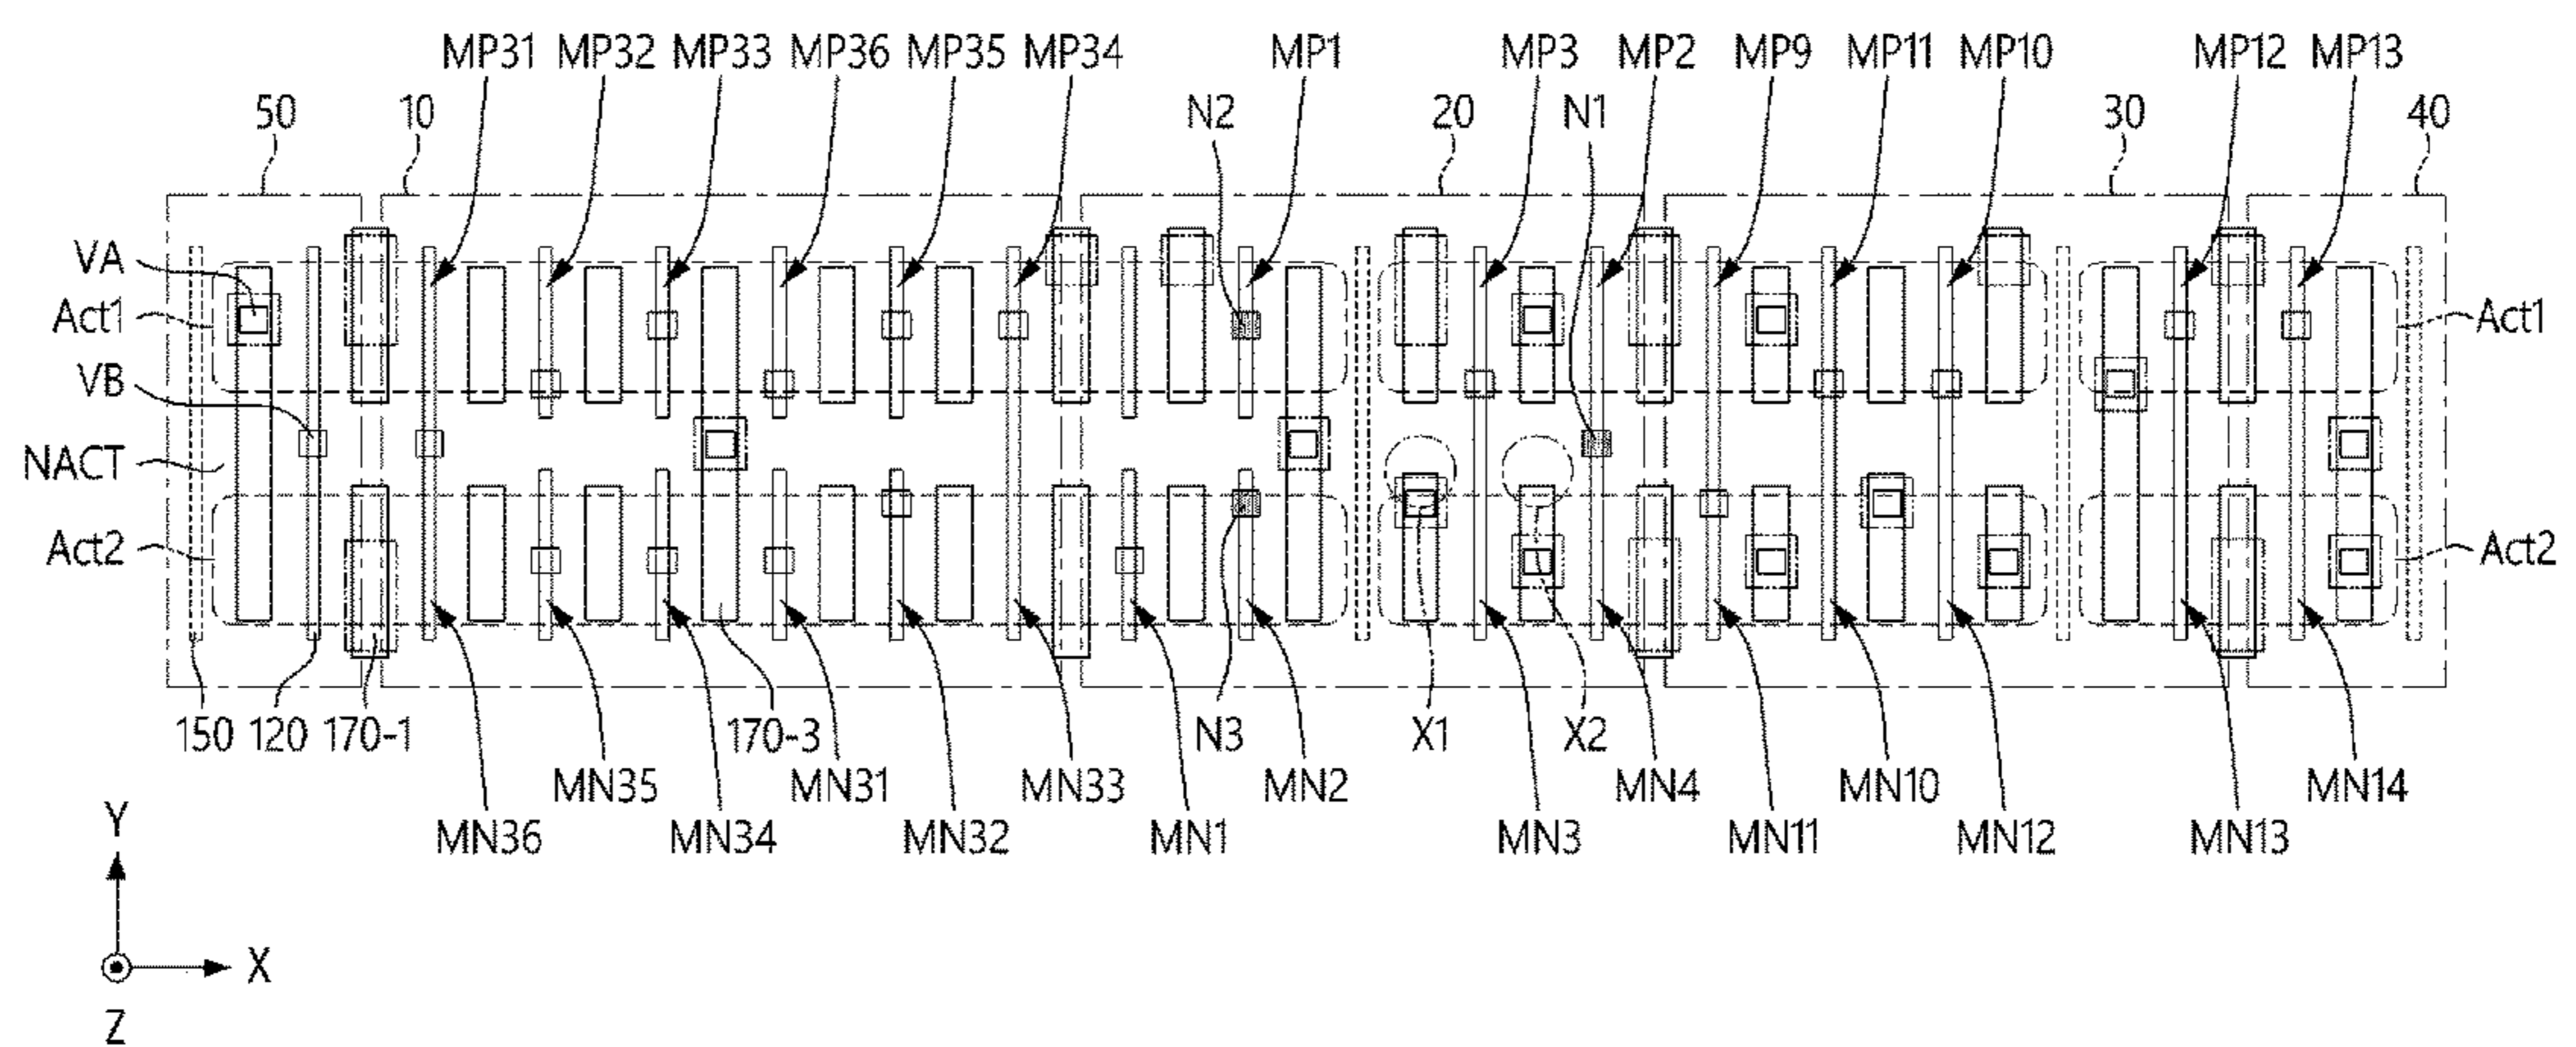 MP31 MP32 MP33 MP36 MP35 MP34 MP1 MP3 MP2 MP9 MP11 MP10 MP12 MP13
50 10 N2 20 N1 30 40
VA
Act1 Act1
VB
NACT
Act2 Act2
150 120 170-1 170-3 N3 X1 X2
MN35 MN31 MN33 MN2 MN4 MN10 MN14
MN36 MN34 MN32 MN1 MN3 MN11 MN12 MN13
Y
X
Z